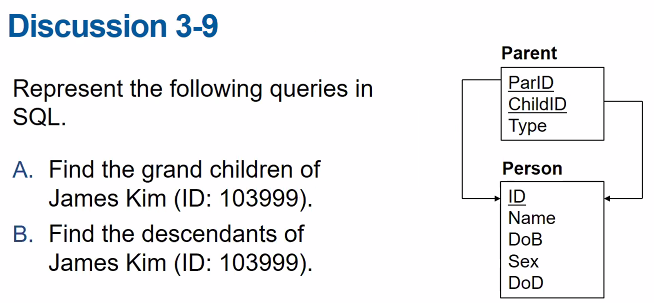 Discussion 3-9
Represent the following queries in
SQL.
A. Find the grand children of
James Kim (ID: 103999).
B. Find the descendants of
James Kim (ID: 103999).
Parent
ParID
ChildID
Type
Person
ID
Name
DoB
Sex
DoD